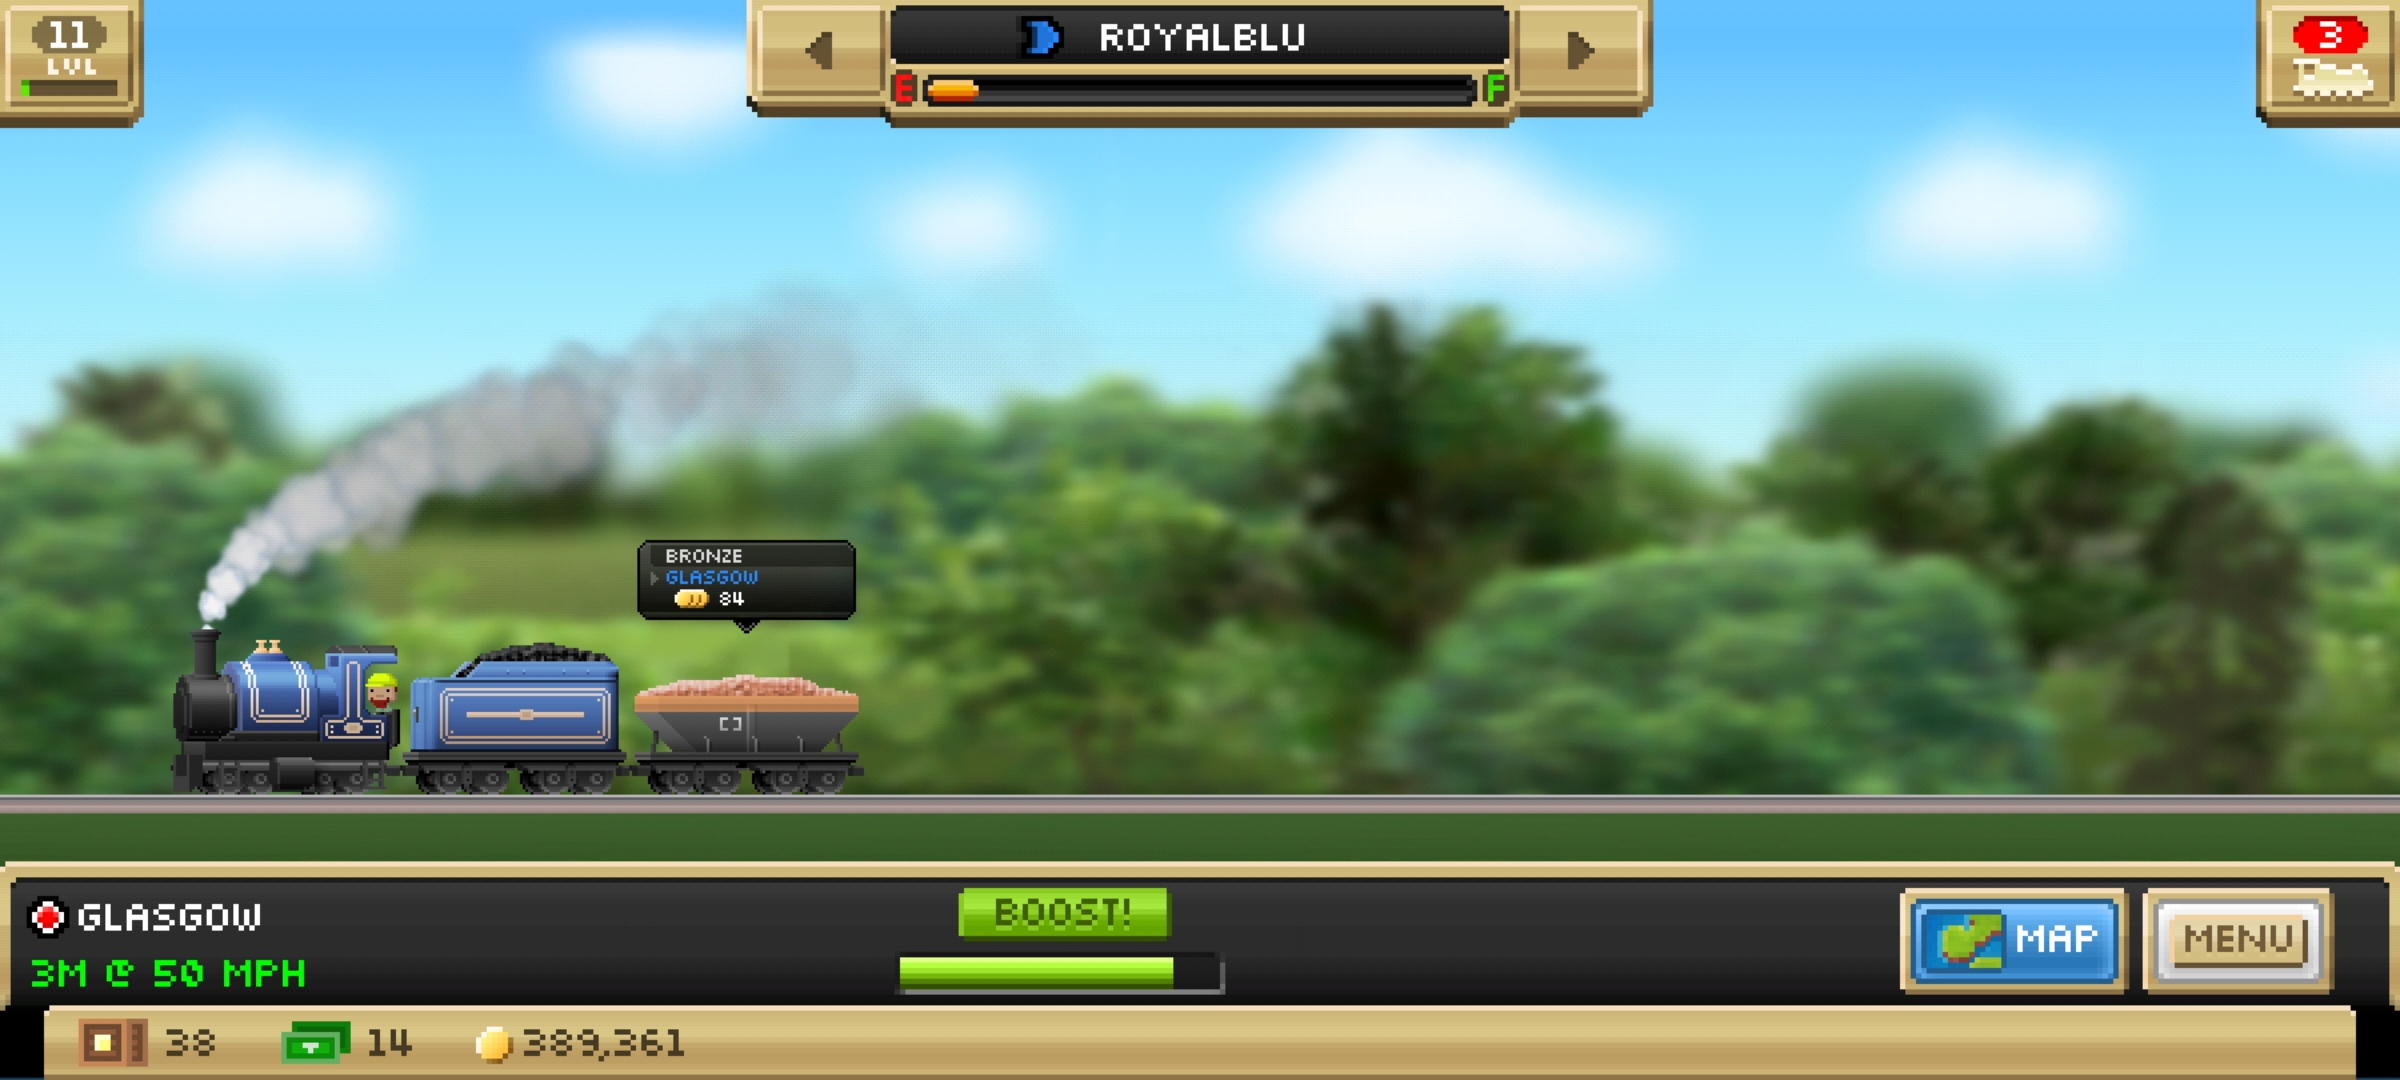 11
LVL
ROYALBLU
E F
3
BRONZE
GLASGOW
84
GLASGOW
3M @ 50 MPH
BOOST!
MAP
MENU
38
14
389,361